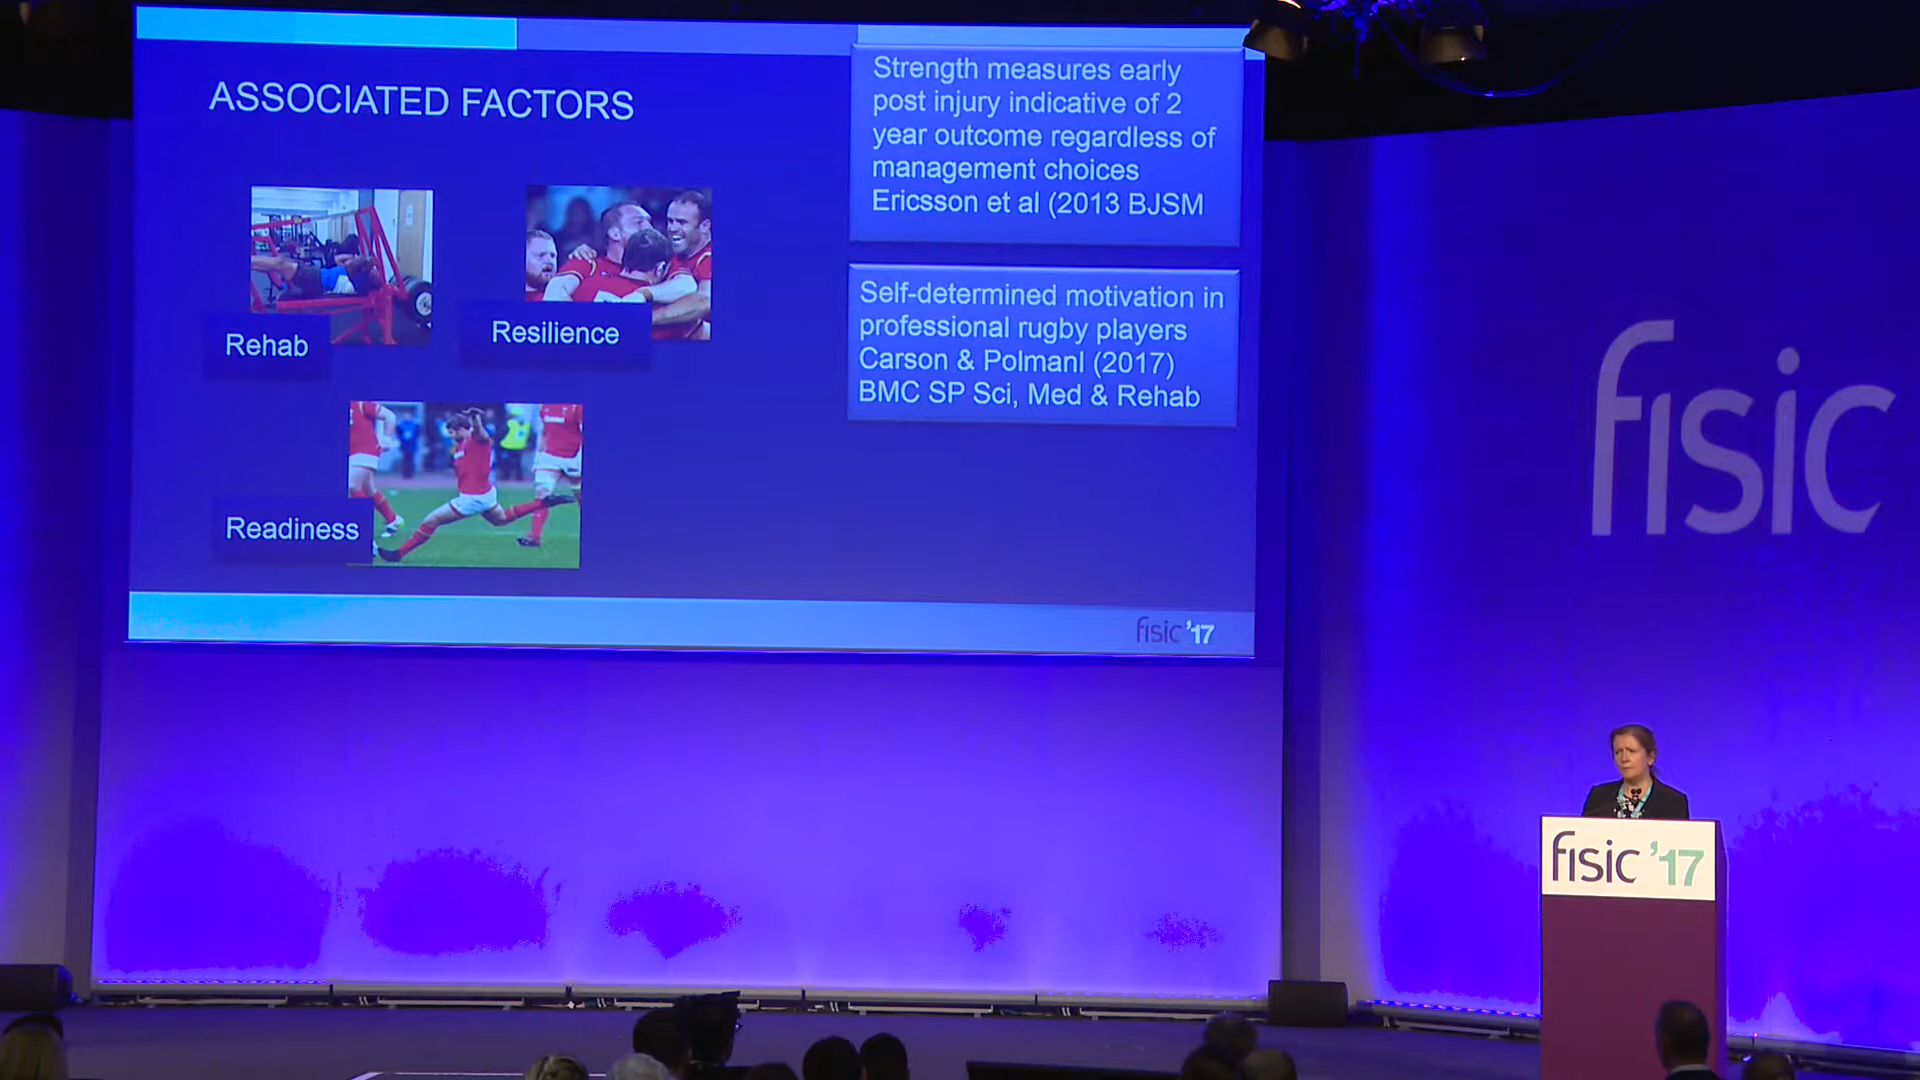 ASSOCIATED FACTORS
Rehab
Resilience
Readiness
Strength measures early
post injury indicative of 2
year outcome regardless of
management choices
Ericsson et al (2013 BJSM
Self-determined motivation in
professional rugby players
Carson & Polmanl (2017)
BMC SP Sci, Med & Rehab
fisic '17
fisic
fisic '17